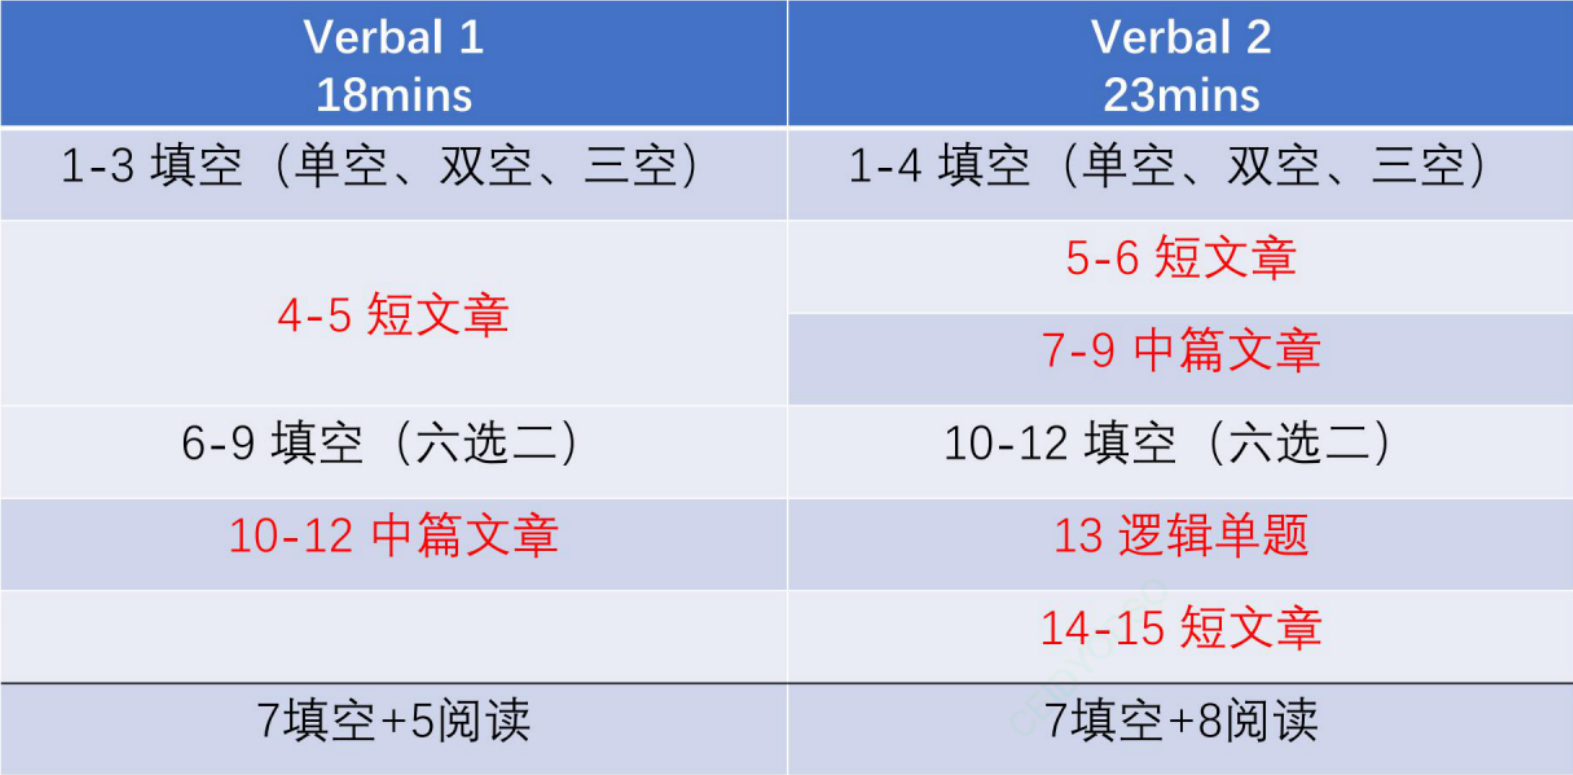 Verbal 1
18mins
Verbal 2
23mins
1-3 填空（单空、双空、三空）
1-4 填空（单空、双空、三空）
4-5 短文章
5-6 短文章
7-9 中篇文章
6-9 填空（六选二）
10-12 填空（六选二）
10-12 中篇文章
13 逻辑单题
14-15 短文章
7填空+5阅读
7填空+8阅读